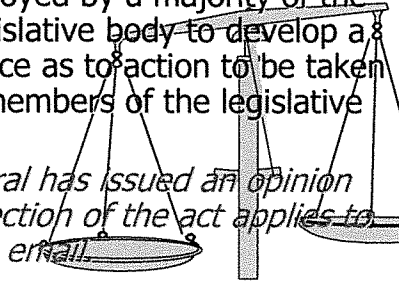 oyed by a majority of the
islative body to develop a
ce as to action to be taken
members of the legislative
ral has issued an opinion
ection of the act applies to
email.